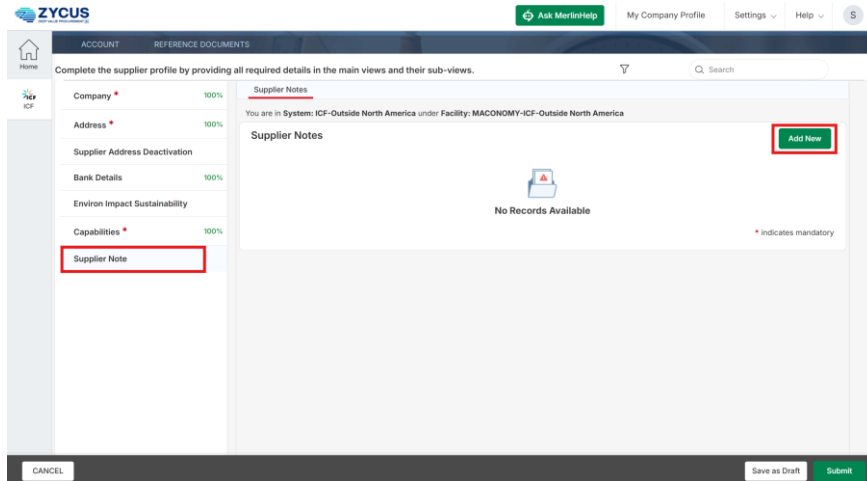 ZYCUS
Ask MerlinHelp
My Company Profile
Settings
Help
S
Home
ICF
ICF
ACCOUNT
REFERENCE DOCUMENTS
Complete the supplier profile by providing all required details in the main views and their sub-views.
Search
Company *
100%
Address *
100%
Supplier Address Deactivation
Bank Details
100%
Environ Impact Sustainability
Capabilities *
100%
Supplier Note
Supplier Notes
You are in System: ICF-Outside North America under Facility: MACONOMY-ICF-Outside North America
Supplier Notes
Add New
No Records Available
* indicates mandatory
CANCEL
Save as Draft
Submit